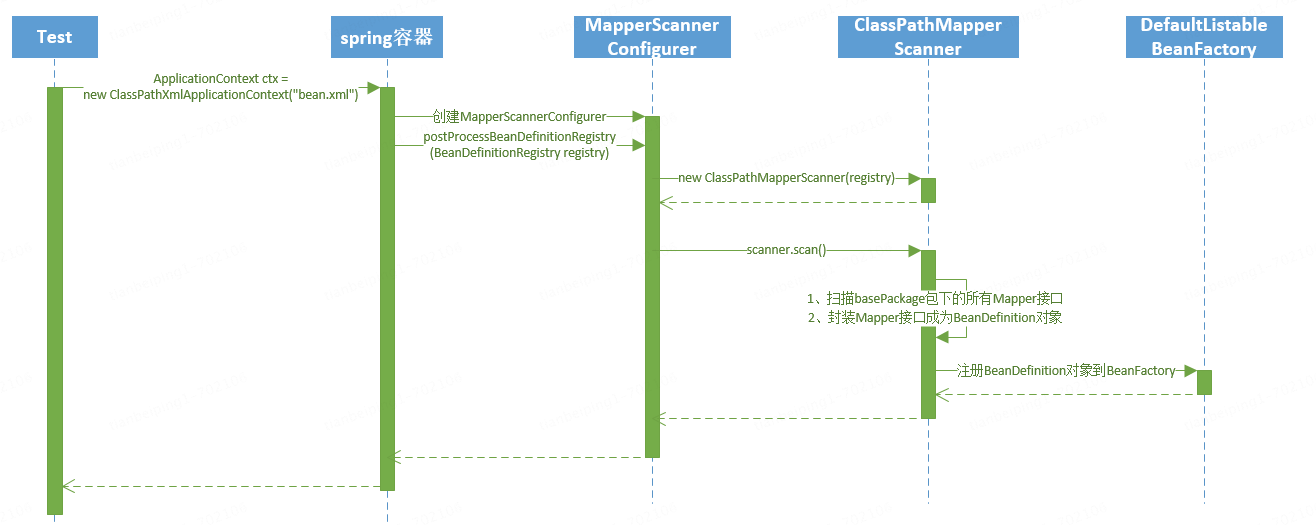 Test
spring容器
MapperScanner
Configurer
ClassPathMapper
Scanner
DefaultListable
BeanFactory
ApplicationContext ctx =
new ClassPathXmlApplicationContext("bean.xml")
创建MapperScannerConfigurer
postProcessBeanDefinitionRegistry
(BeanDefinitionRegistry registry)
new ClassPathMapperScanner(registry)
scanner.scan()
1、扫描basePackage包下的所有Mapper接口
2、封装Mapper接口成为BeanDefinition对象
注册BeanDefinition对象到BeanFactory